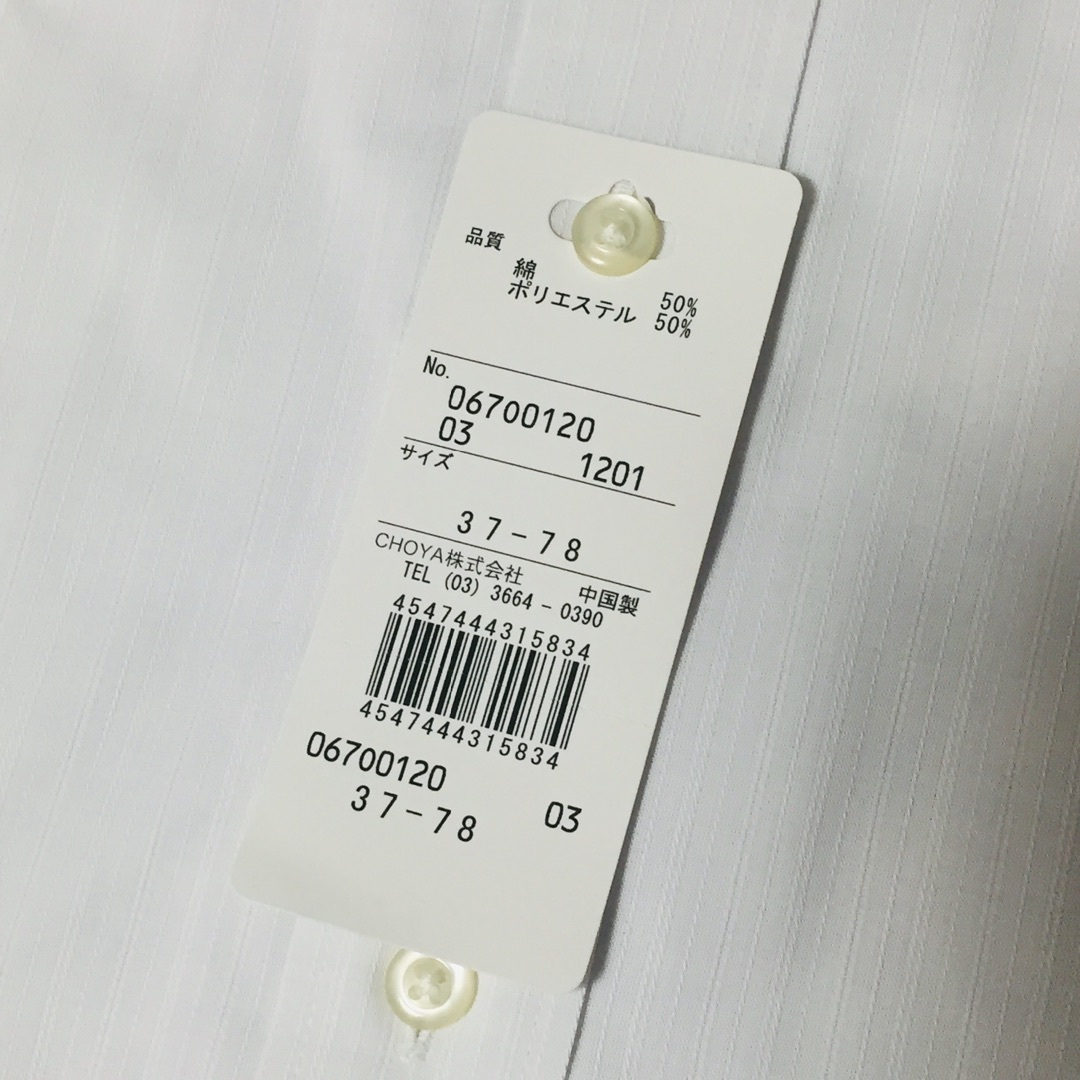 品質
綿 50%
ポリエステル 50%
No.
06700120
03 1201
サイズ
37-78
CHOYA株式会社 中国製
TEL (03) 3664-0390
4547444315834
4547444315834
06700120 03
37-78